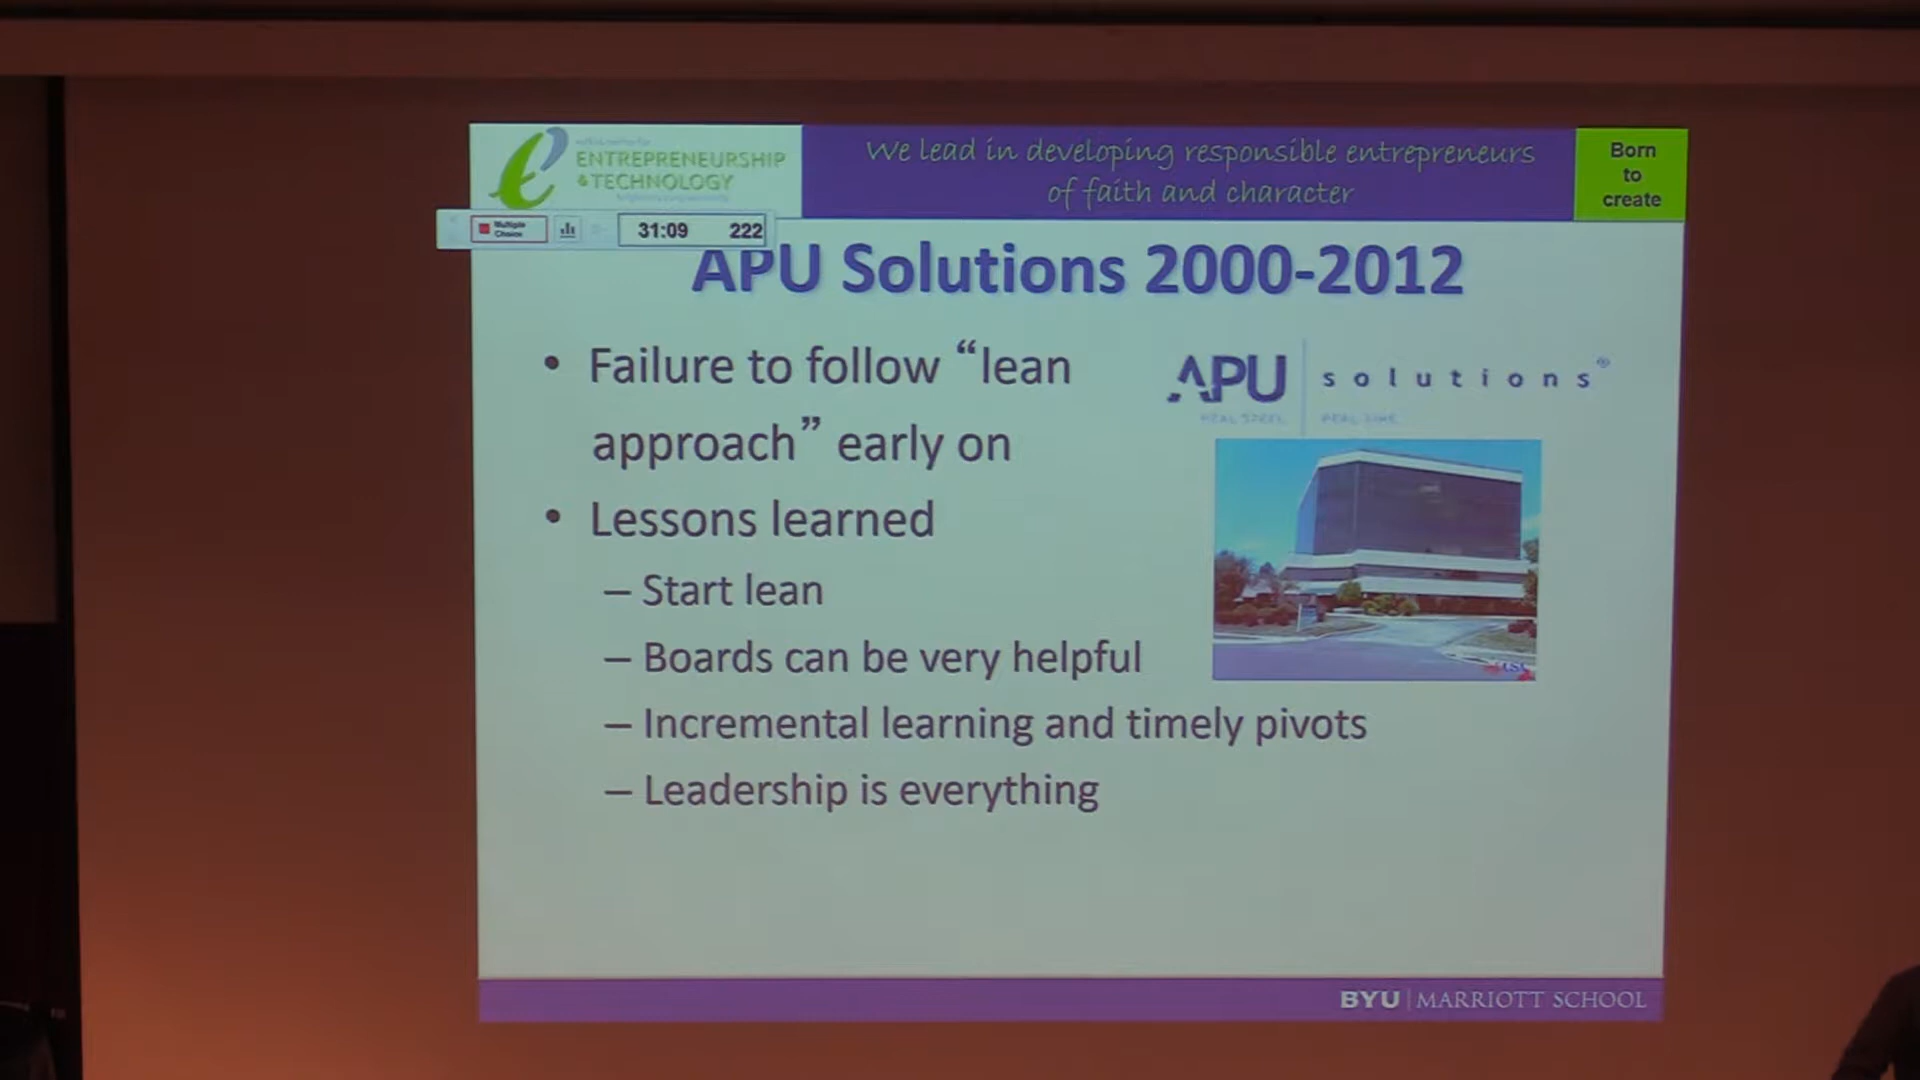 ENTREPRENEURSHIP
& TECHNOLOGY
We lead in developing responsible entrepreneurs
of faith and character
Born
to
create
Multiple
Choice
31:09 222
APU Solutions 2000-2012
• Failure to follow “lean
approach” early on
• Lessons learned
– Start lean
– Boards can be very helpful
– Incremental learning and timely pivots
– Leadership is everything
APU solutions®
BYU | MARRIOTT SCHOOL